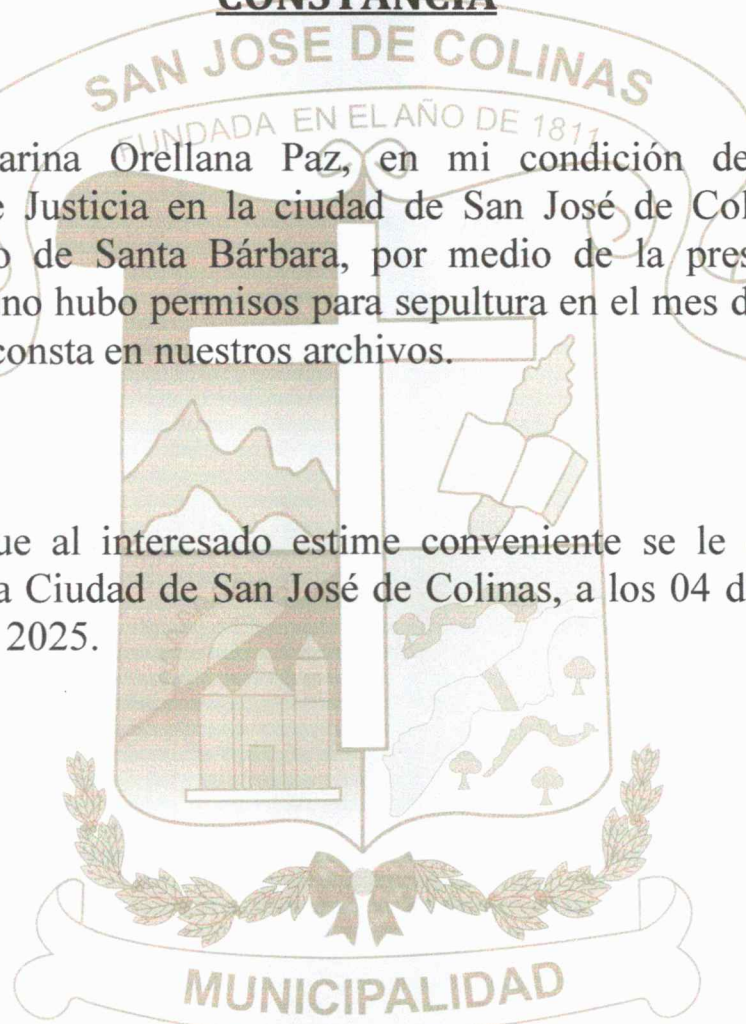 CONSTANCIA
SAN JOSE DE COLINAS
FUNDADA EN EL AÑO DE 1811
arina Orellana Paz, en mi condición de
e Justicia en la ciudad de San José de Col
o de Santa Bárbara, por medio de la pres
no hubo permisos para sepultura en el mes d
consta en nuestros archivos.
ue al interesado estime conveniente se le
a Ciudad de San José de Colinas, a los 04 d
2025.
MUNICIPALIDAD